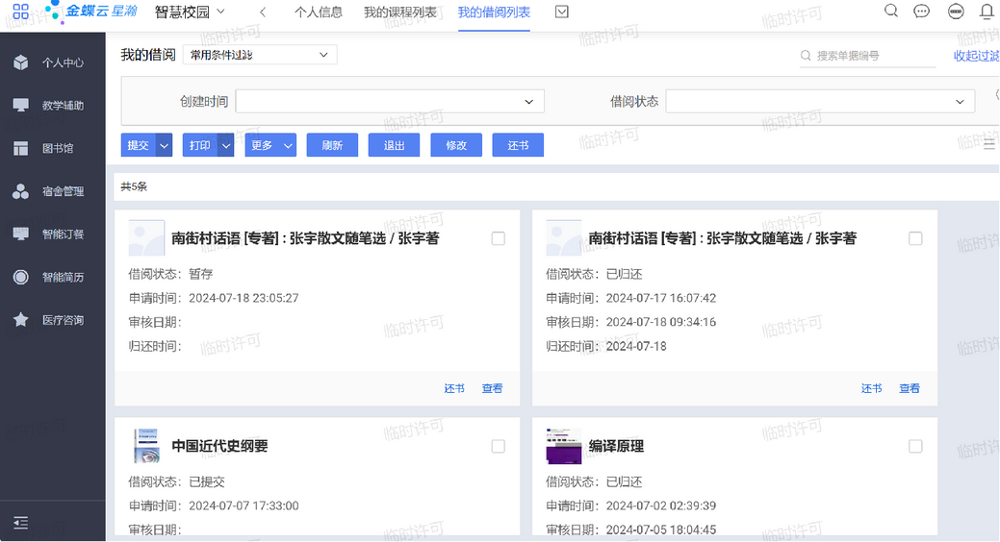 金蝶云星瀚 智慧校园 个人信息 我的课程列表 我的借阅列表
个人中心
教学辅助
图书馆
宿舍管理
智能订餐
智能简历
医疗咨询
我的借阅 常用条件过滤 搜索单据编号 收起过滤
创建时间 借阅状态
提交 打印 更多 刷新 退出 修改 还书
共5条
南街村话语 [专著] : 张宇散文随笔选 / 张宇著
借阅状态: 暂存
申请时间: 2024-07-18 23:05:27
审核日期:
归还时间:
还书 查看
南街村话语 [专著] : 张宇散文随笔选 / 张宇著
借阅状态: 已归还
申请时间: 2024-07-17 16:07:42
审核日期: 2024-07-18 09:34:16
归还时间: 2024-07-18
还书 查看
中国近代史纲要
借阅状态: 已提交
申请时间: 2024-07-07 17:33:00
审核日期:
编译原理
借阅状态: 已归还
申请时间: 2024-07-02 02:39:39
审核日期: 2024-07-05 18:04:45
临时许可